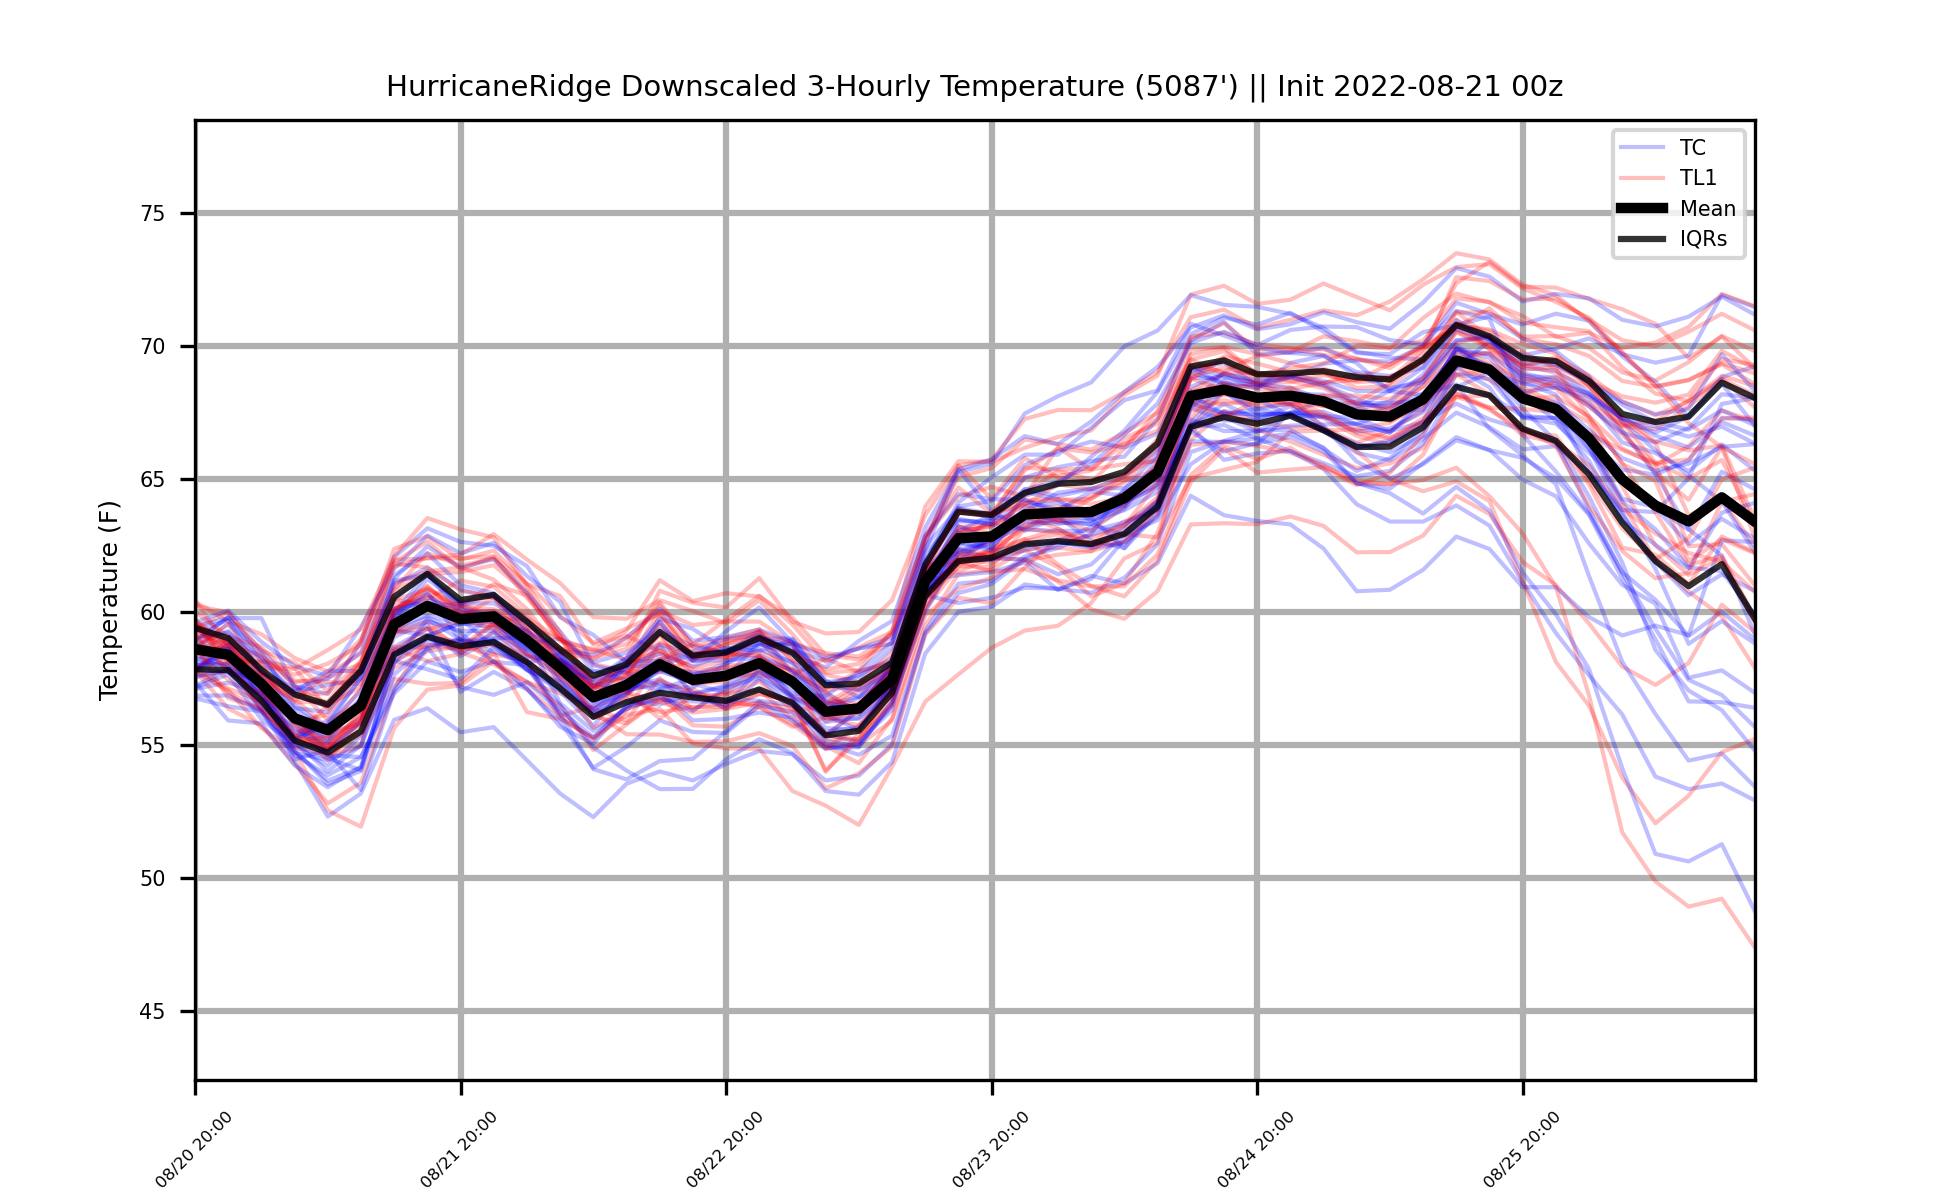 HurricaneRidge Downscaled 3-Hourly Temperature (5087') || Init 2022-08-21 00z
TC
TL1
Mean
IQRs
Temperature (F)
75
70
65
60
55
50
45
08/20 20:00
08/21 20:00
08/22 20:00
08/23 20:00
08/24 20:00
08/25 20:00